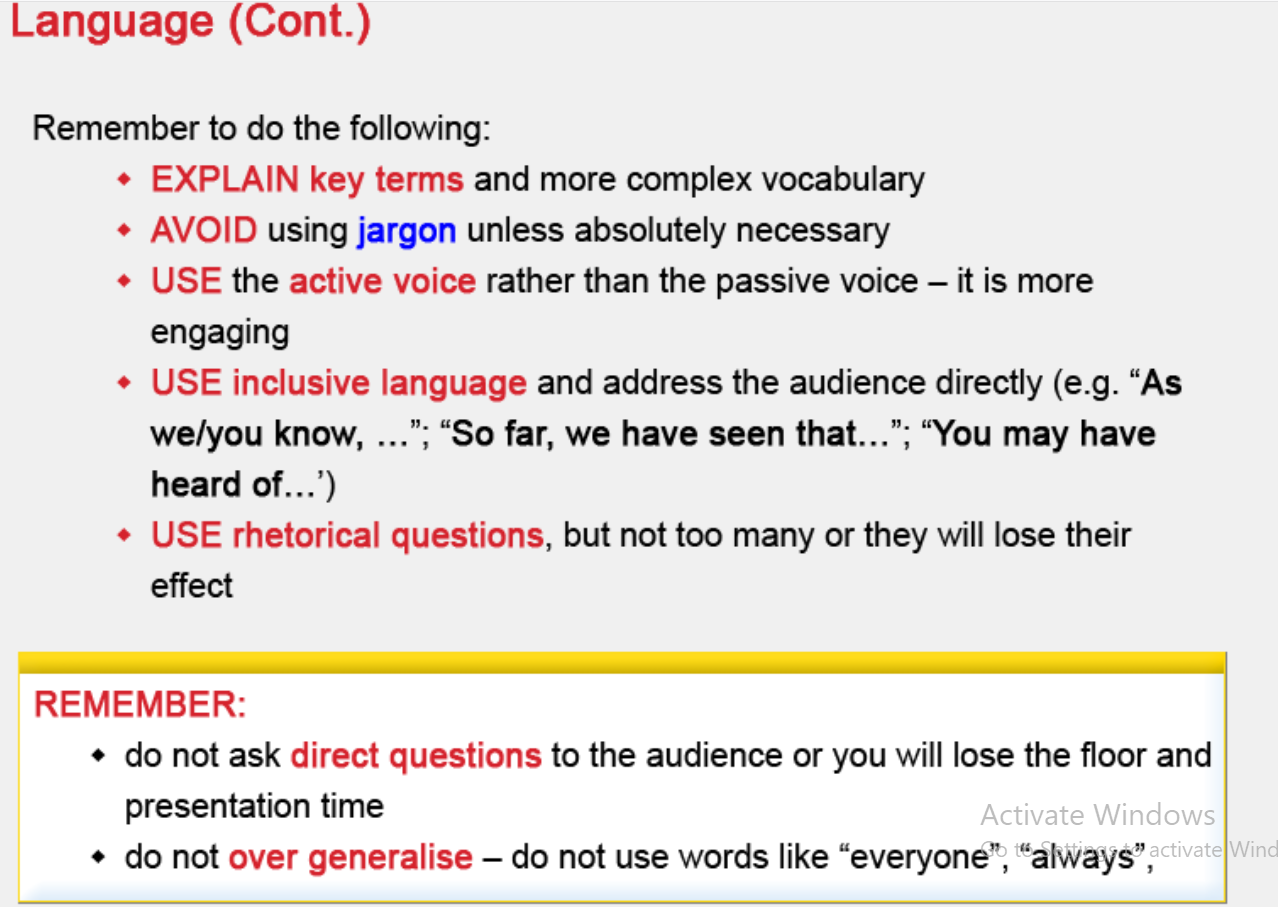 Language (Cont.)
Remember to do the following:
EXPLAIN key terms and more complex vocabulary
AVOID using jargon unless absolutely necessary
USE the active voice rather than the passive voice – it is more
engaging
USE inclusive language and address the audience directly (e.g. “As
we/you know, …”; “So far, we have seen that…”; “You may have
heard of…’)
USE rhetorical questions, but not too many or they will lose their
effect
REMEMBER:
do not ask direct questions to the audience or you will lose the floor and
presentation time
do not over generalise – do not use words like “everyone”, “always”,
Activate Windows
Go to Settings to activate Wind